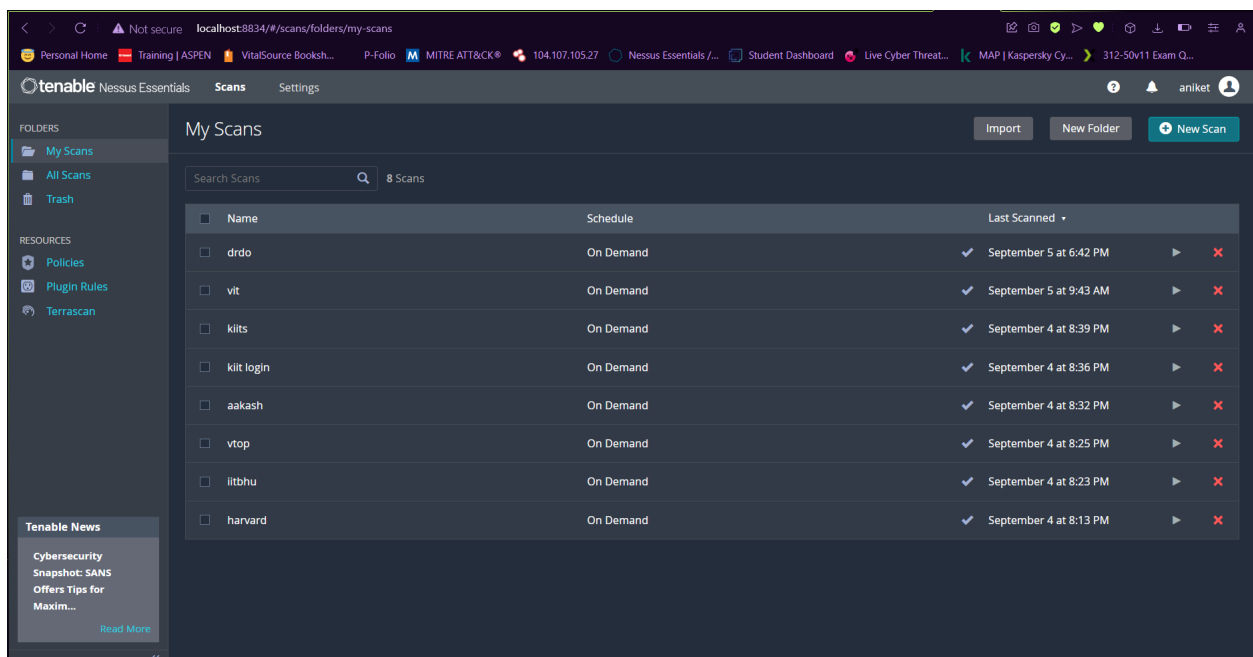 Not secure localhost:8834/#/scans/folders/my-scans
Personal Home Training | ASPEN VitalSource Booksh... P-Folio M MITRE ATT&CK® 104.107.105.27 Nessus Essentials /... Student Dashboard Live Cyber Threat... MAP | Kaspersky Cy... 312-50v11 Exam Q...
tenable Nessus Essentials Scans Settings ? aniket
FOLDERS
My Scans
All Scans
Trash
RESOURCES
Policies
Plugin Rules
Terrascan
Tenable News
Cybersecurity
Snapshot: SANS
Offers Tips for
Maxim...
Read More
My Scans Import New Folder New Scan
Search Scans 8 Scans
Name Schedule Last Scanned
drdo On Demand September 5 at 6:42 PM
vit On Demand September 5 at 9:43 AM
kiits On Demand September 4 at 8:39 PM
kiit login On Demand September 4 at 8:36 PM
aakash On Demand September 4 at 8:32 PM
vtop On Demand September 4 at 8:25 PM
iitbhu On Demand September 4 at 8:23 PM
harvard On Demand September 4 at 8:13 PM